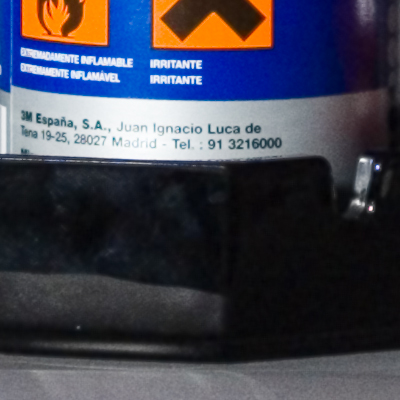 EXTREMADAMENTE INFLAMABLE
EXTREMAMENTE INFLAMÁVEL
IRRITANTE
IRRITANTE
3M España, S.A., Juan Ignacio Luca de
Tena 19-25, 28027 Madrid - Tel. : 91 3216000